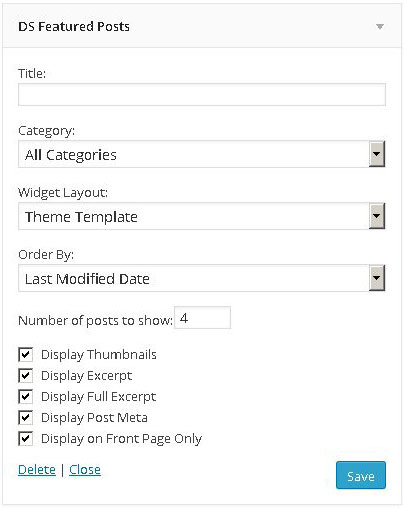 DS Featured Posts
Title:
Category:
All Categories
Widget Layout:
Theme Template
Order By:
Last Modified Date
Number of posts to show: 4
Display Thumbnails
Display Excerpt
Display Full Excerpt
Display Post Meta
Display on Front Page Only
Delete | Close
Save